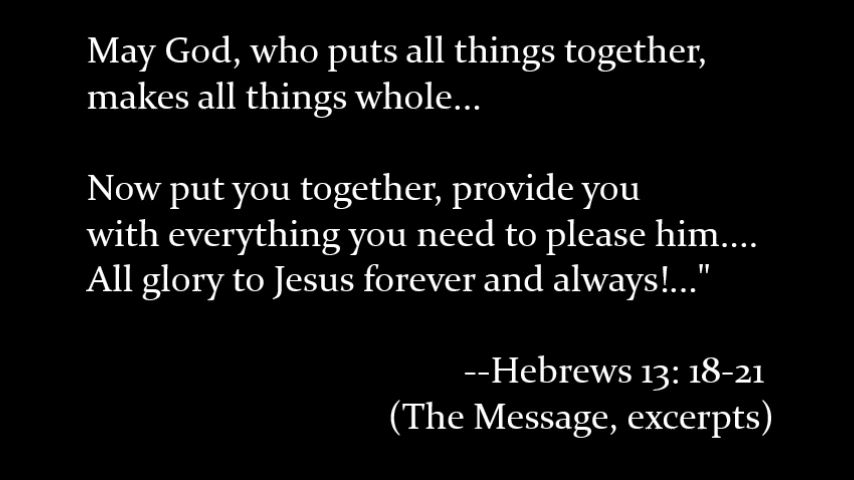 May God, who puts all things together,
makes all things whole...
Now put you together, provide you
with everything you need to please him....
All glory to Jesus forever and always!..."
--Hebrews 13: 18-21
(The Message, excerpts)